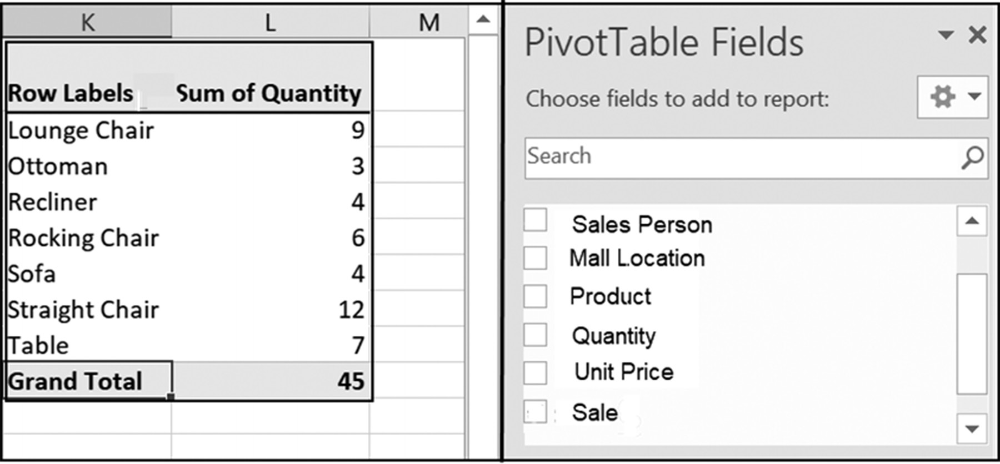 K L M
Row Labels Sum of Quantity
Lounge Chair 9
Ottoman 3
Recliner 4
Rocking Chair 6
Sofa 4
Straight Chair 12
Table 7
Grand Total 45
PivotTable Fields
Choose fields to add to report:
Search
Sales Person
Mall Location
Product
Quantity
Unit Price
Sale